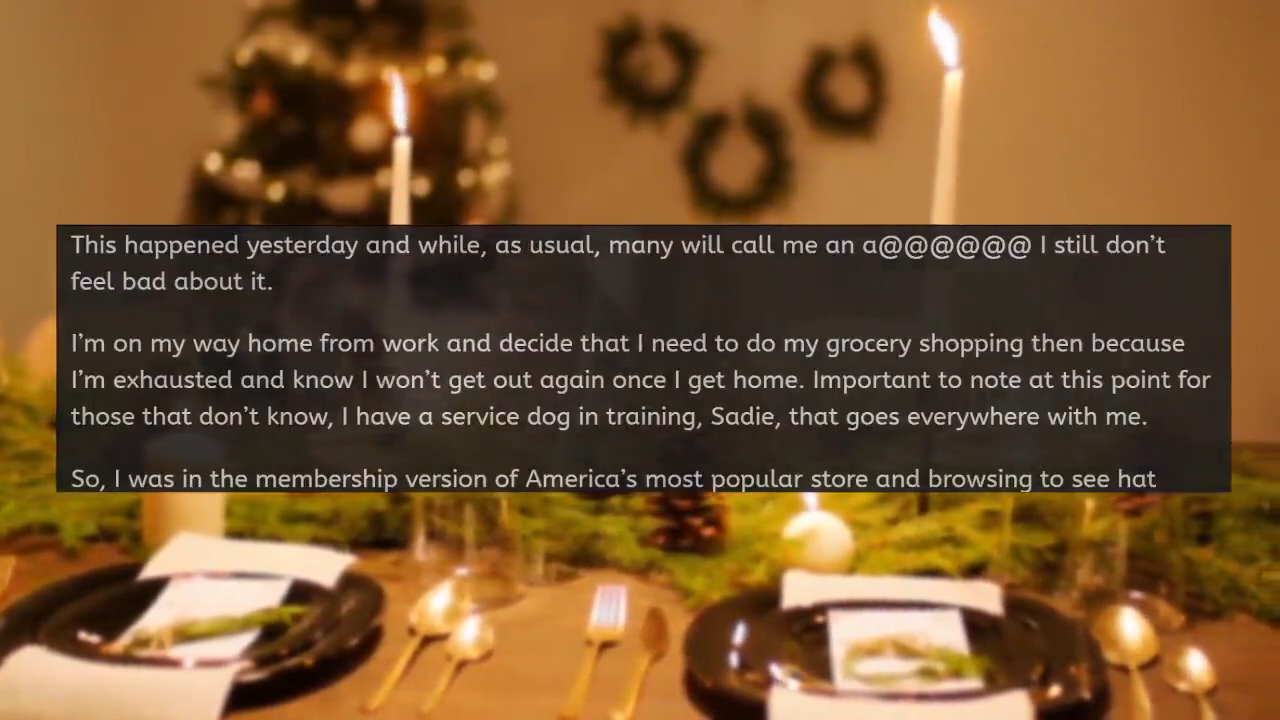 This happened yesterday and while, as usual, many will call me an a@@@@@@ I still don’t
feel bad about it.
I’m on my way home from work and decide that I need to do my grocery shopping then because
I’m exhausted and know I won’t get out again once I get home. Important to note at this point for
those that don’t know, I have a service dog in training, Sadie, that goes everywhere with me.
So, I was in the membership version of America’s most popular store and browsing to see hat